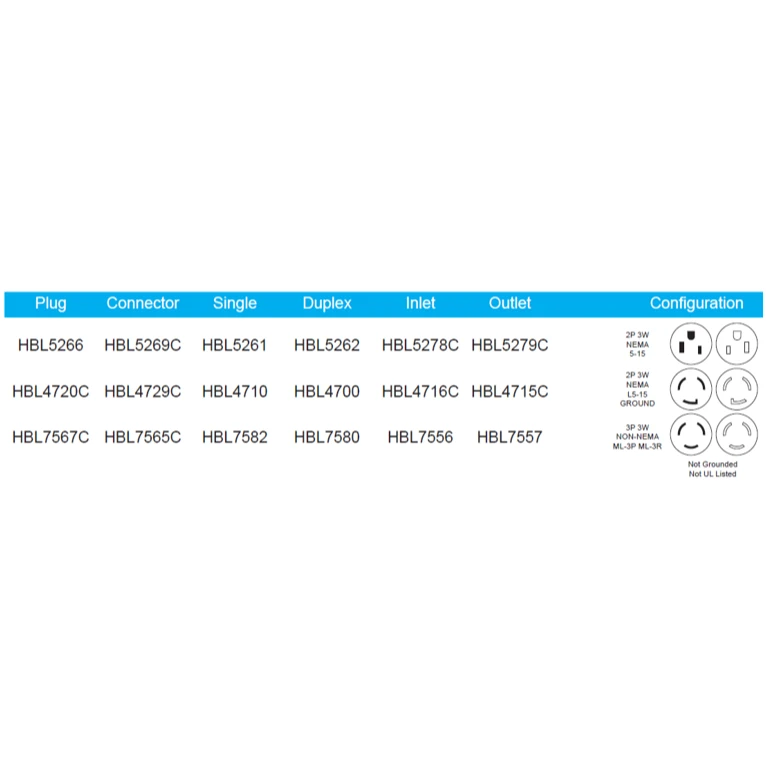 Plug Connector Single Duplex Inlet Outlet Configuration
HBL5266 HBL5269C HBL5261 HBL5262 HBL5278C HBL5279C
2P 3W
NEMA
5-15
HBL4720C HBL4729C HBL4710 HBL4700 HBL4716C HBL4715C
2P 3W
NEMA
L5-15
GROUND
HBL7567C HBL7565C HBL7582 HBL7580 HBL7556 HBL7557
3P 3W
NON-NEMA
ML-3P ML-3R
Not Grounded
Not UL Listed